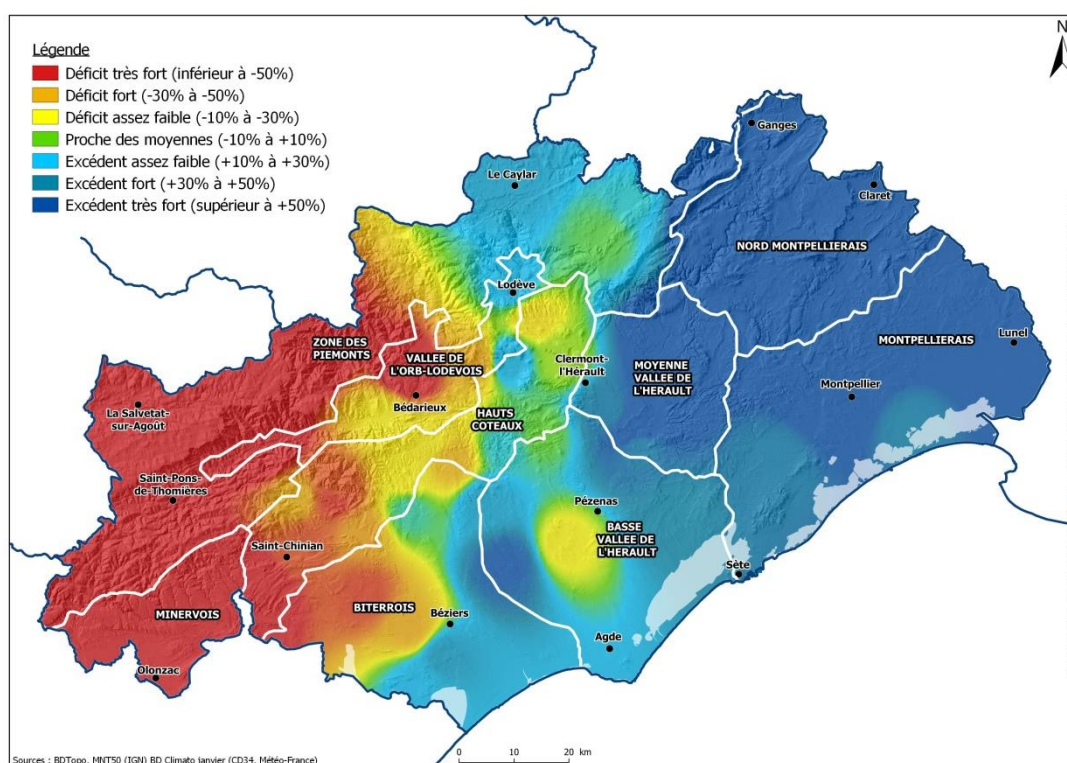 N
Légende
Déficit très fort (inférieur à -50%)
Déficit fort (-30% à -50%)
Déficit assez faible (-10% à -30%)
Proche des moyennes (-10% à +10%)
Excédent assez faible (+10% à +30%)
Excédent fort (+30% à +50%)
Excédent très fort (supérieur à +50%)
Ganges
Le Caylar
Claret
NORD MONTPELLIERAIS
Lodève
ZONE DES
PIEMONTS
VALLEE DE
L'ORB-LODEVOIS
Clermont-
l'Hérault
MOYENNE
VALLEE DE
L'HERAULT
MONTPELLIERAIS
Lunel
Montpellier
La Salvetat-
sur-Agoût
Bédarieux
HAUTS
COTEAUX
Saint-Pons-
de-Thomières
Pézenas
BASSE
VALLEE DE
L'HERAULT
Saint-Chinian
Sète
MINERVOIS
BITERROIS
Béziers
Agde
Olonzac
0 10 20 km
Sources : BDTopo, MNT50 (IGN) BD Climato janvier (CD34, Météo-France)